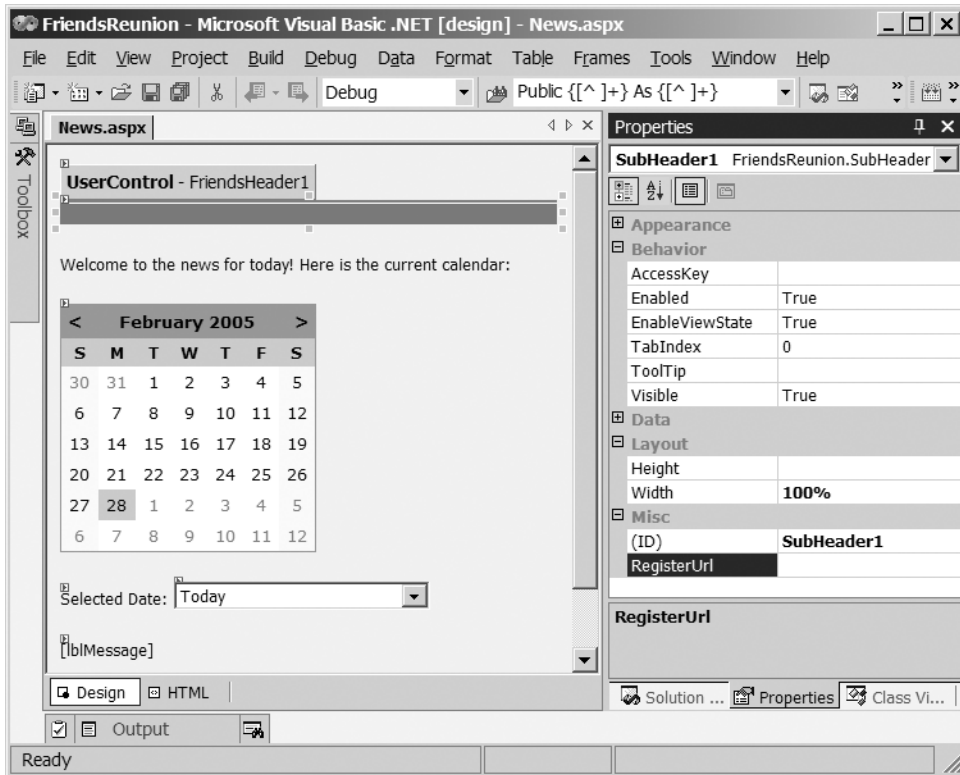 FriendsReunion - Microsoft Visual Basic .NET [design] - News.aspx
File Edit View Project Build Debug Data Format Table Frames Tools Window Help
Debug Public {[^ ]+} As {[^ ]+}
Toolbox
News.aspx
UserControl - FriendsHeader1
Welcome to the news for today! Here is the current calendar:
< February 2005 >
S M T W T F S
30 31 1 2 3 4 5
6 7 8 9 10 11 12
13 14 15 16 17 18 19
20 21 22 23 24 25 26
27 28 1 2 3 4 5
6 7 8 9 10 11 12
Selected Date: Today
[lblMessage]
Design HTML
Properties
SubHeader1 FriendsReunion.SubHeader
Appearance
Behavior
AccessKey
Enabled True
EnableViewState True
TabIndex 0
ToolTip
Visible True
Data
Layout
Height
Width 100%
Misc
(ID) SubHeader1
RegisterUrl
RegisterUrl
Solution ... Properties Class Vi...
Output
Ready